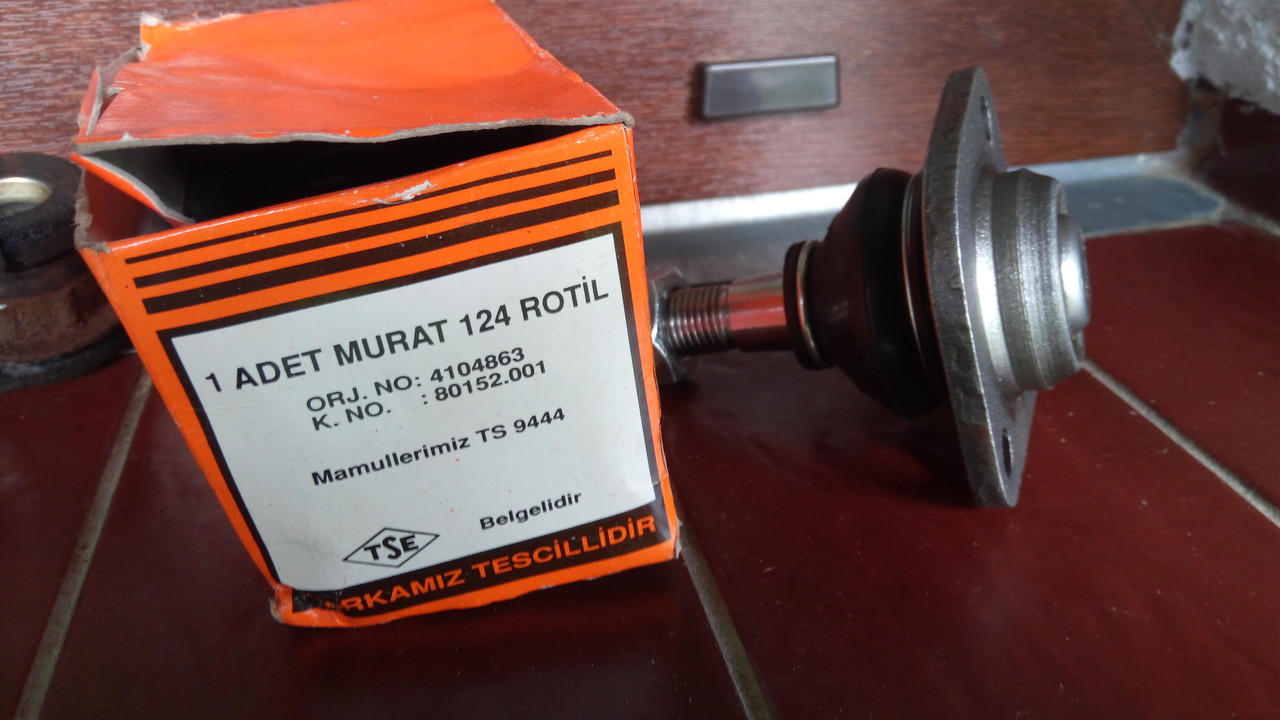 1 ADET MURAT 124 ROTİL
ORJ. NO: 4104863
K. NO. : 80152.001
Mamullerimiz TS 9444
TSE Belgelidir
TESCİLLİDİR